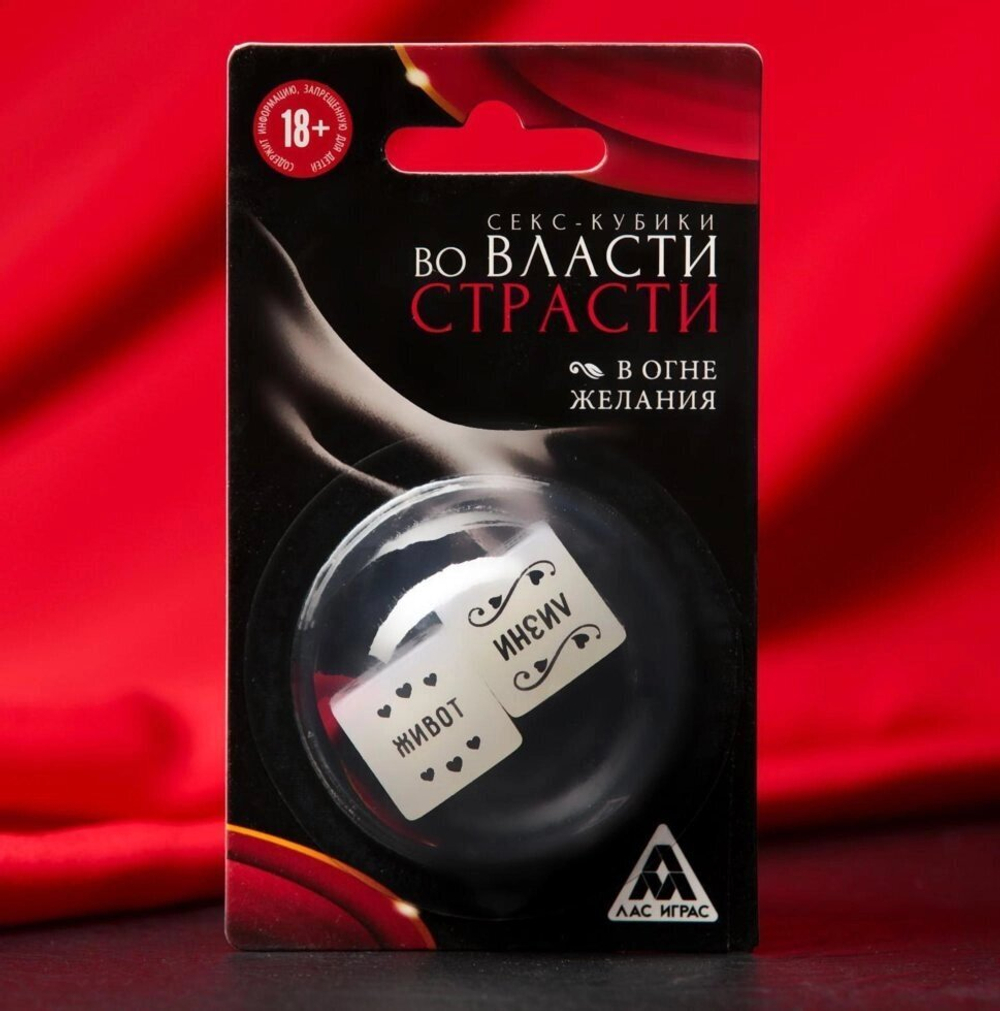 СОДЕРЖИТ ИНФОРМАЦИЮ, ЗАПРЕЩЕННУЮ ДЛЯ ДЕТЕЙ
18+
СЕКС-КУБИКИ
ВО ВЛАСТИ
СТРАСТИ
В ОГНЕ
ЖЕЛАНИЯ
ЛИЗНИ
ЖИВОТ
ЛАС ИГРАС